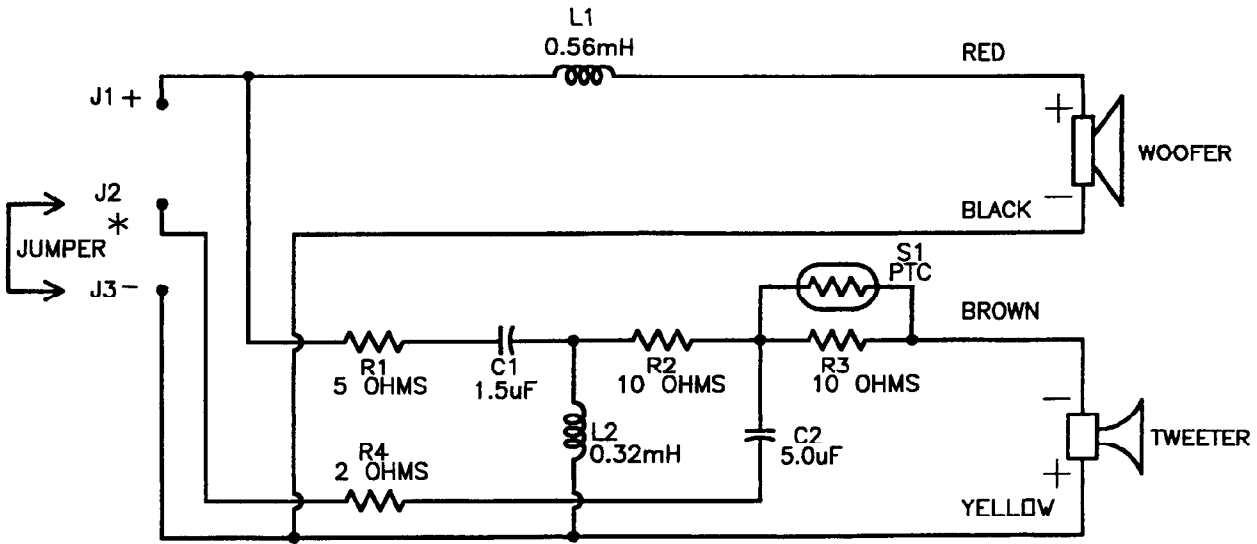 L1
0.56mH
RED
J1 +
+
WOOFER
J2
*
BLACK
−
JUMPER
S1
PTC
J3 −
BROWN
R1
5 OHMS
C1
1.5uF
R2
10 OHMS
R3
10 OHMS
−
L2
0.32mH
C2
5.0uF
TWEETER
R4
2 OHMS
+
YELLOW